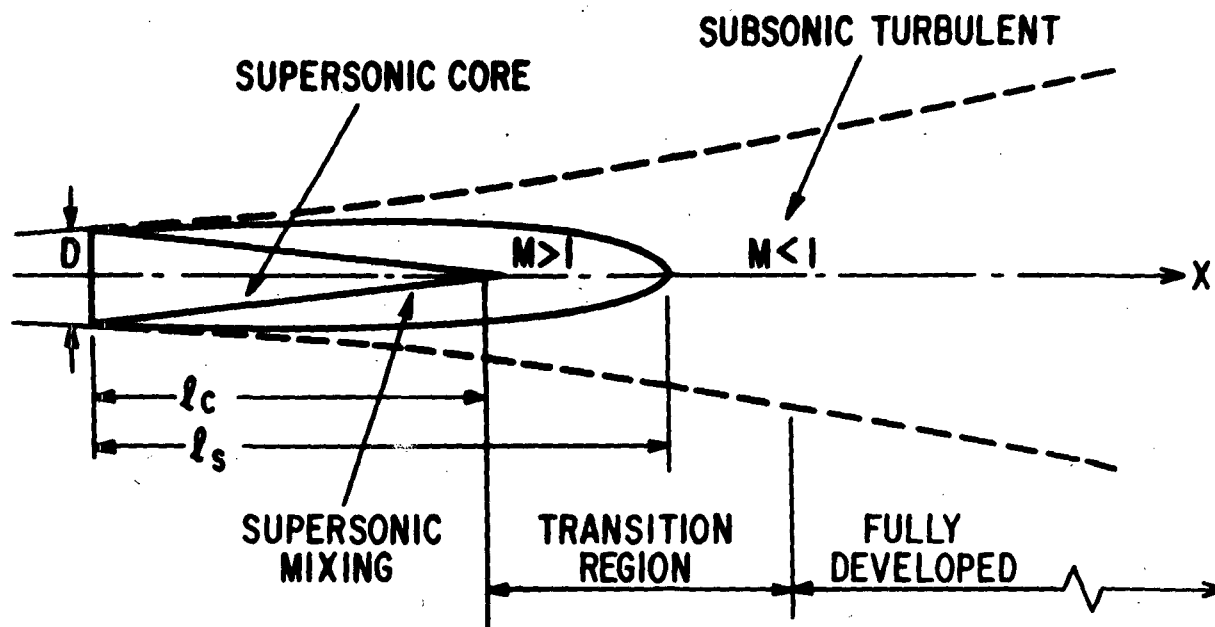 SUBSONIC TURBULENT
SUPERSONIC CORE
D
M>1
M<1
X
ℓc
ℓs
SUPERSONIC
MIXING
TRANSITION
REGION
FULLY
DEVELOPED